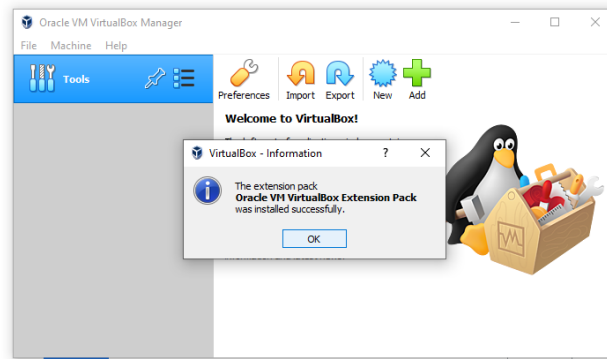 Oracle VM VirtualBox Manager
File Machine Help
Tools
Preferences Import Export New Add
Welcome to VirtualBox!
VirtualBox - Information
The extension pack
Oracle VM VirtualBox Extension Pack
was installed successfully.
OK